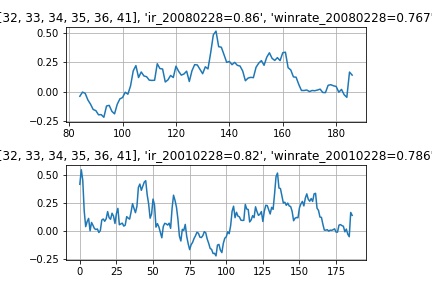 [32, 33, 34, 35, 36, 41], 'ir_20080228=0.86', 'winrate_20080228=0.767'
0.50
0.25
0.00
−0.25
80 100 120 140 160 180
[32, 33, 34, 35, 36, 41], 'ir_20010228=0.82', 'winrate_20010228=0.786'
0.50
0.25
0.00
−0.25
0 25 50 75 100 125 150 175